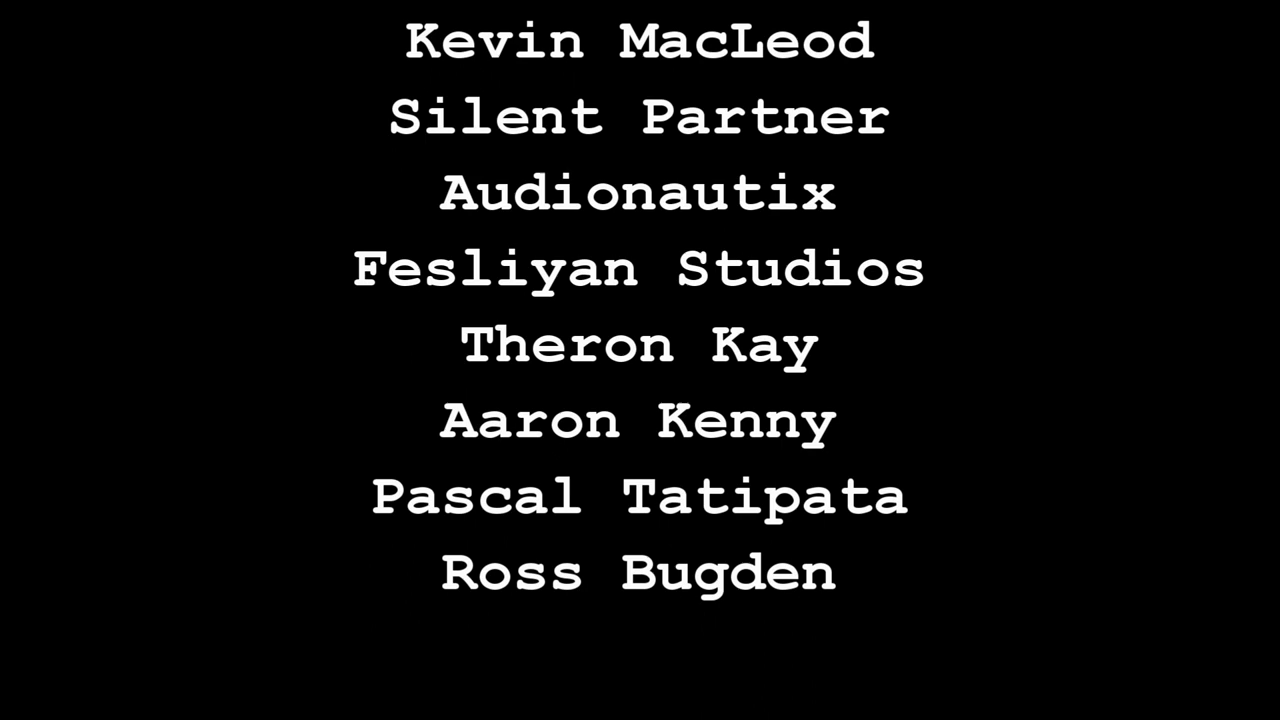 Kevin MacLeod
Silent Partner
Audionautix
Fesliyan Studios
Theron Kay
Aaron Kenny
Pascal Tatipata
Ross Bugden